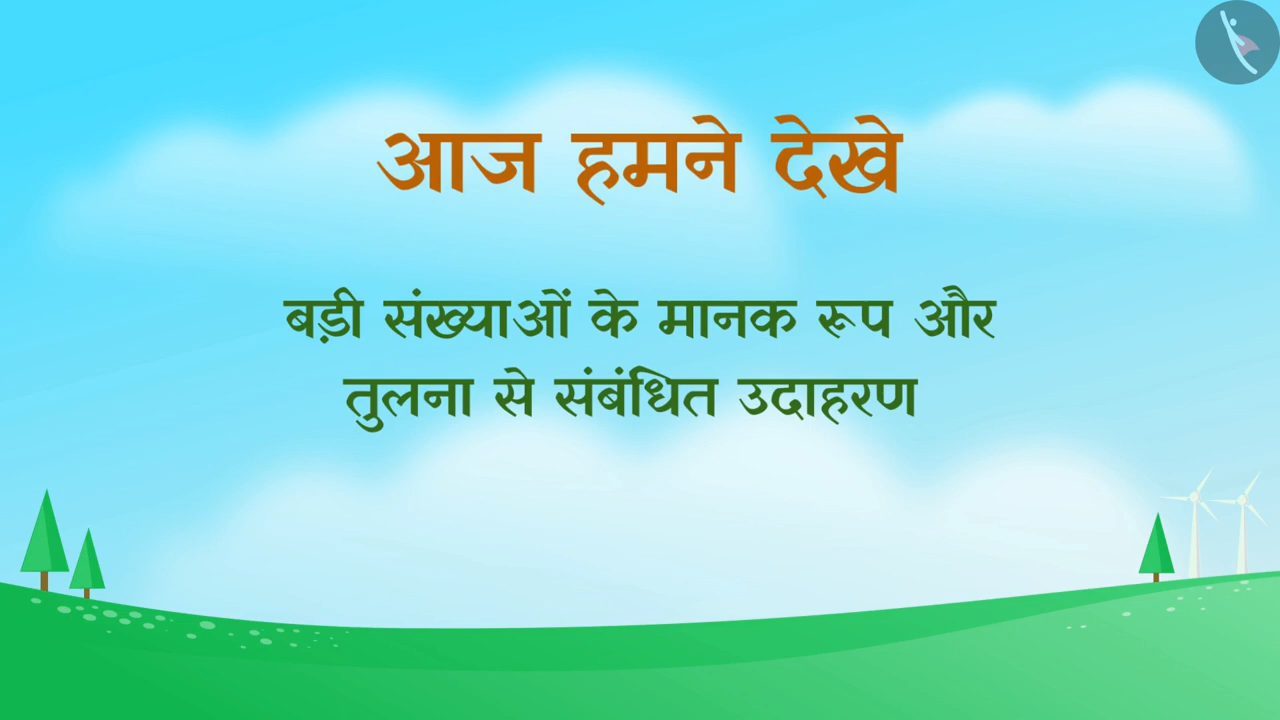 आज हमने देखे
बड़ी संख्याओं के मानक रूप और
तुलना से संबंधित उदाहरण